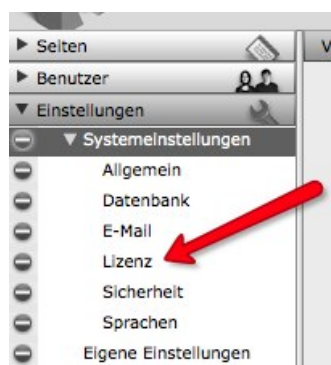 Seiten
Benutzer
Einstellungen
Systemeinstellungen
Allgemein
Datenbank
E-Mail
Lizenz
Sicherheit
Sprachen
Eigene Einstellungen
V